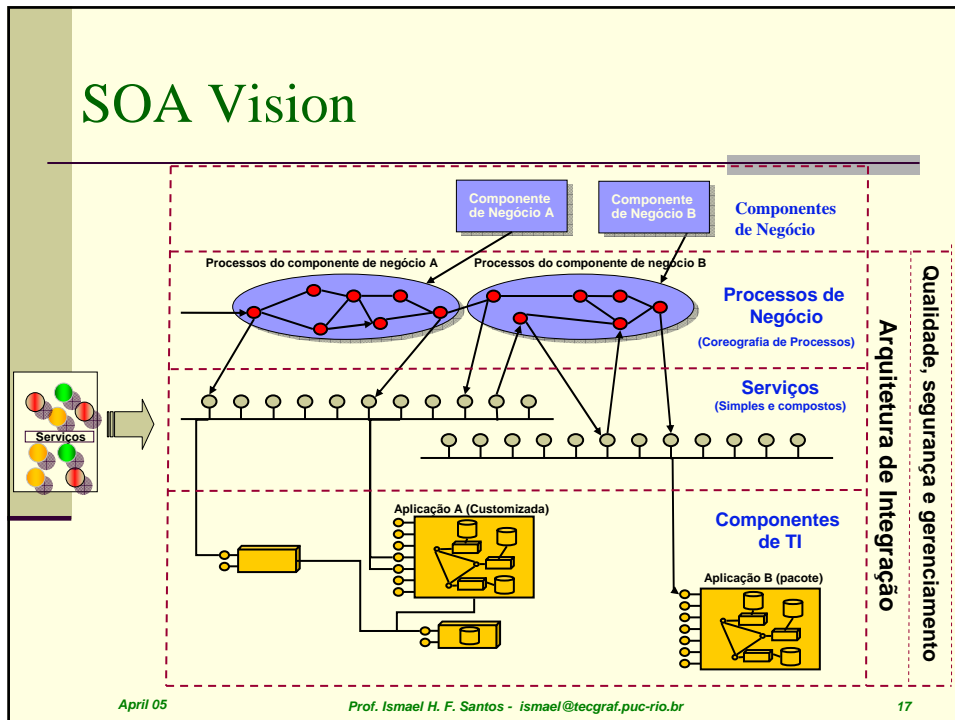 SOA Vision
Componente
de Negócio A
Componente
de Negócio B
Componentes
de Negócio
Processos do componente de negócio A
Processos do componente de negócio B
Processos de
Negócio
(Coreografia de Processos)
Serviços
(Simples e compostos)
Serviços
Aplicação A (Customizada)
Componentes
de TI
Aplicação B (pacote)
Arquitetura de Integração
Qualidade, segurança e gerenciamento
April 05
Prof. Ismael H. F. Santos - ismael@tecgraf.puc-rio.br
17